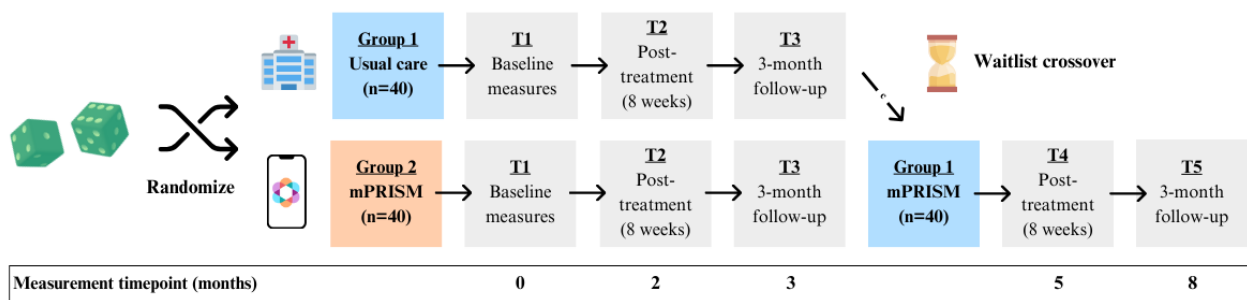 Group 1
Usual care
(n=40)
T1
Baseline
measures
T2
Post-
treatment
(8 weeks)
T3
3-month
follow-up
Waitlist crossover
Randomize
Group 2
mPRISM
(n=40)
T1
Baseline
measures
T2
Post-
treatment
(8 weeks)
T3
3-month
follow-up
Group 1
mPRISM
(n=40)
T4
Post-
treatment
(8 weeks)
T5
3-month
follow-up
Measurement timepoint (months) 0 2 3 5 8